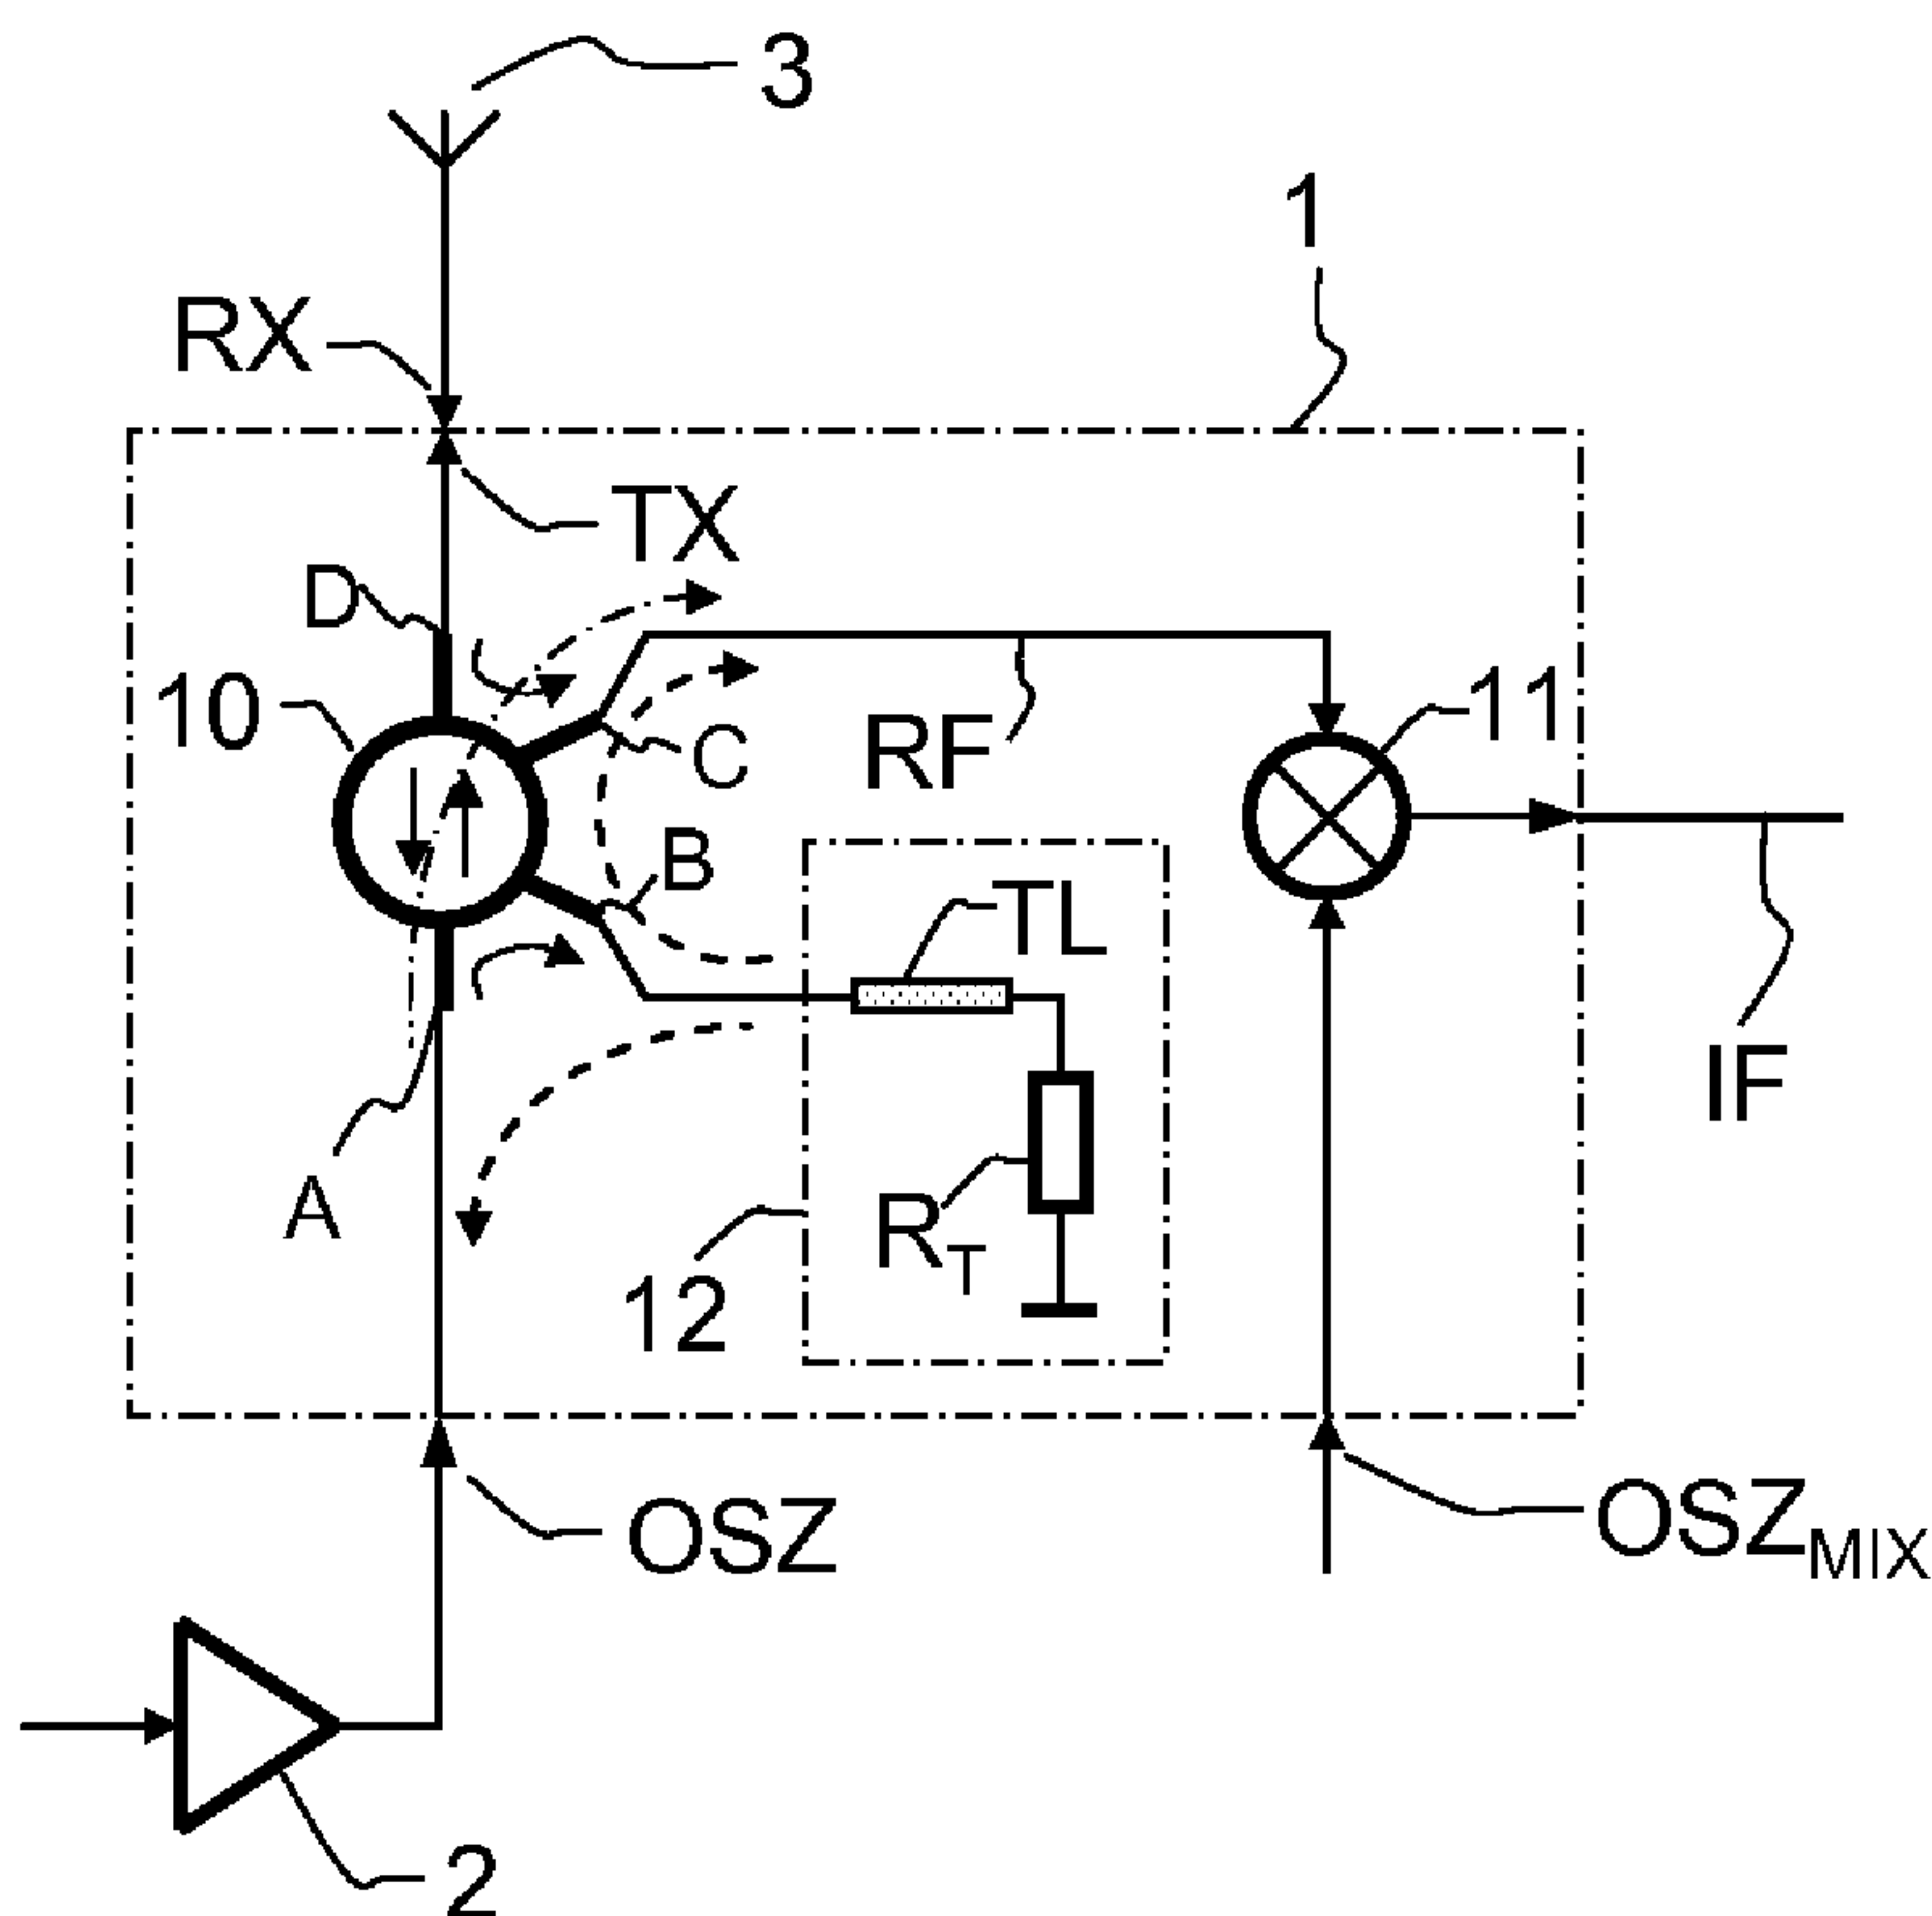 3
1
RX
TX
D
10
11
C
RF
B
TL
IF
A
R_T
12
OSZ
OSZ_MIX
2